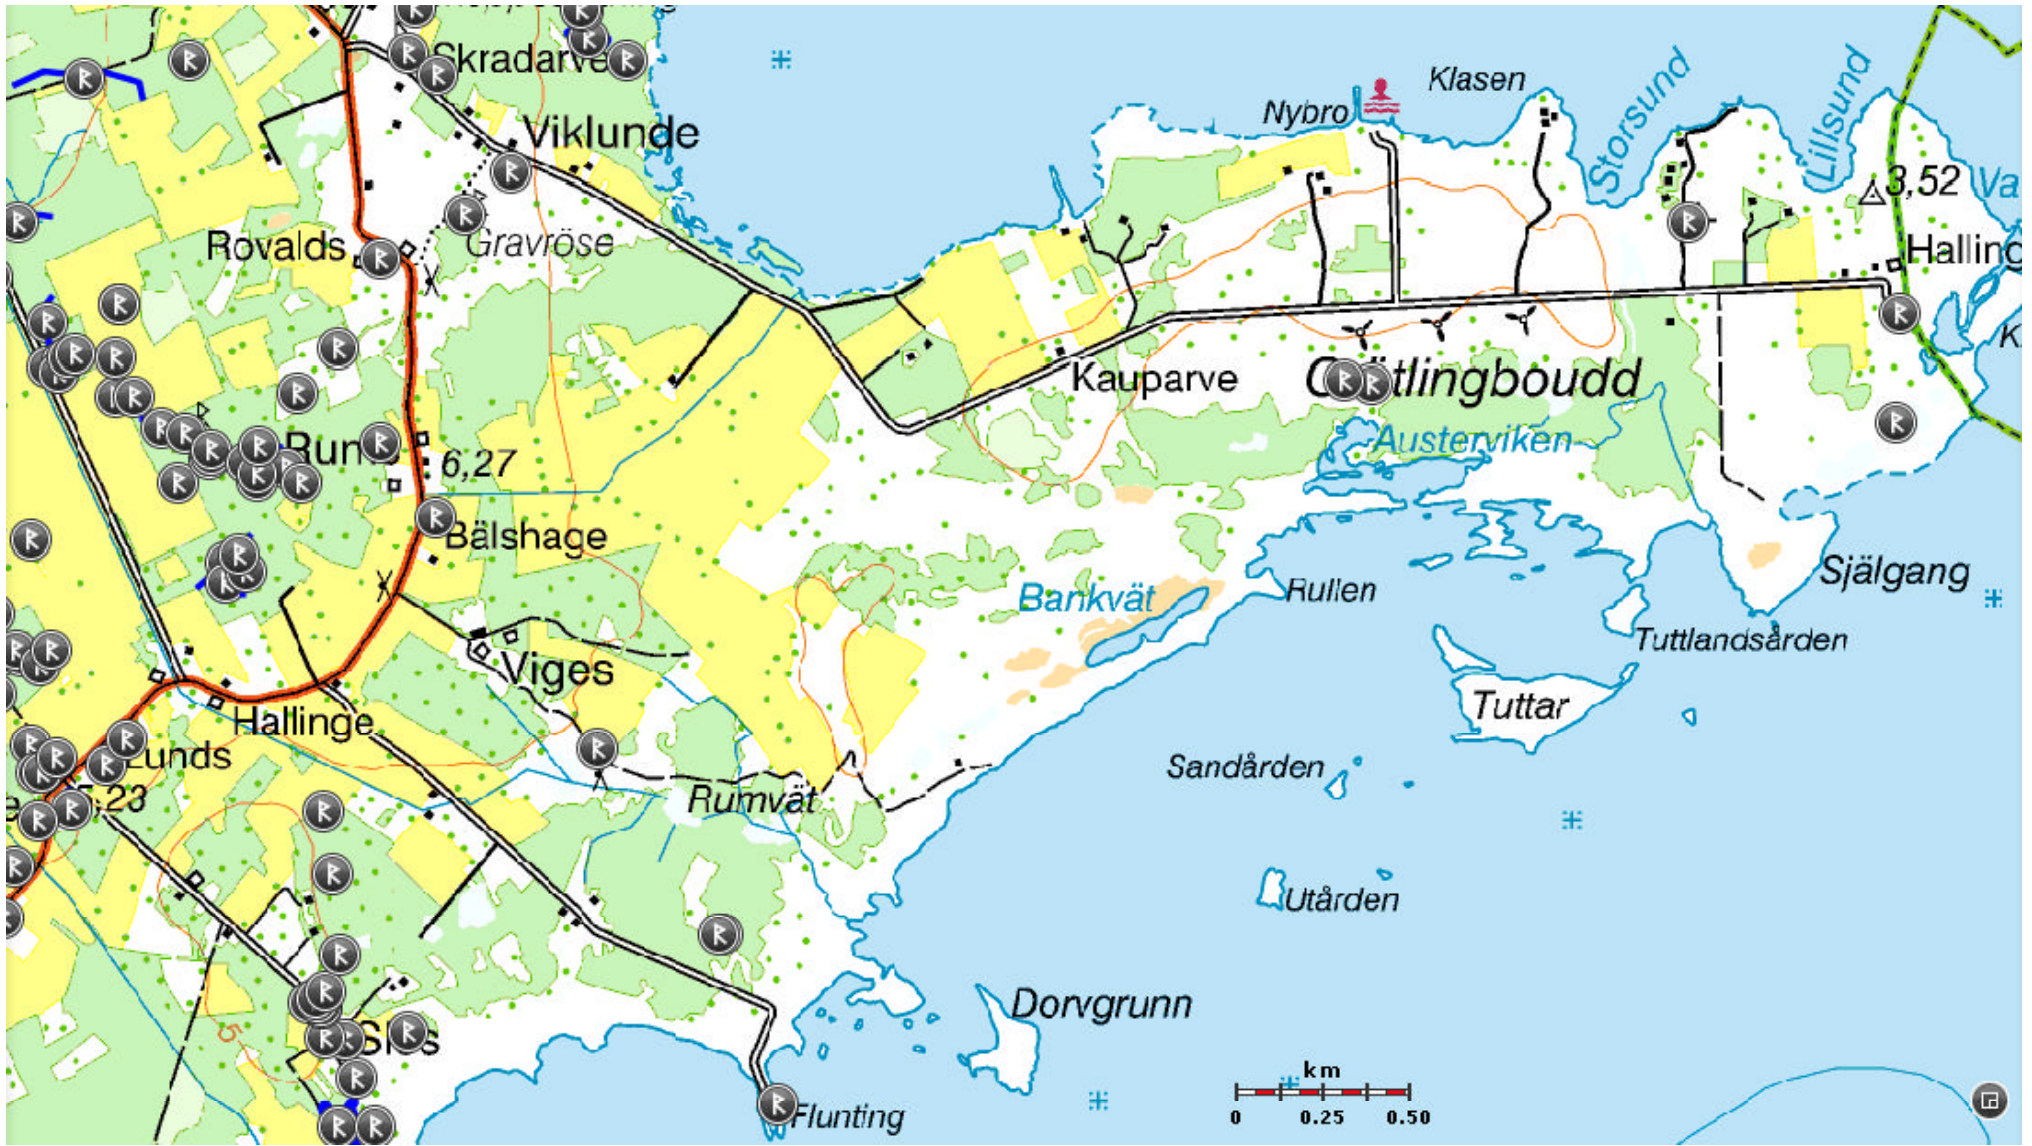 Skradarve
Klasen
Storsund
Lillsund
Nybro
Viklunde
3,52
Va
Rovalds
Gravröse
Halling
Kauparve
Austerviken
6,27
Bälshage
Själgang
Bankvät
Rullen
Tuttlandsården
Viges
Tuttar
Hallinge
Lunds
Sandården
Rumvät
Utården
Dorvgrunn
5
km
0 0.25 0.50
Flunting